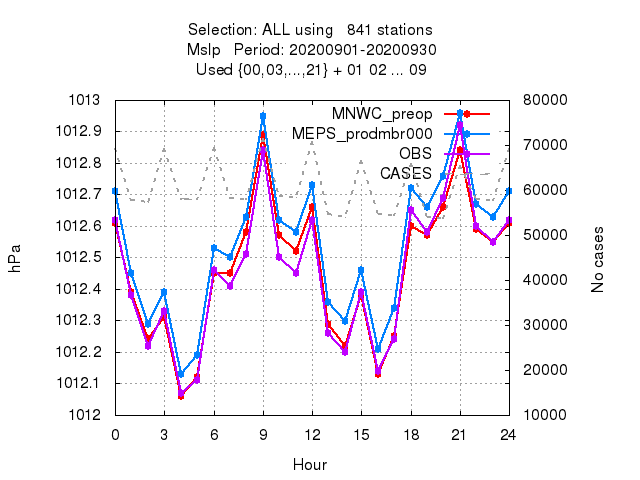 Selection: ALL using   841 stations
Mslp   Period: 20200901-20200930
Used {00,03,...,21} + 01 02 ... 09
MNWC_preop
MEPS_prodmbr000
OBS
CASES
1013
1012.9
1012.8
1012.7
1012.6
1012.5
1012.4
1012.3
1012.2
1012.1
1012
hPa
80000
70000
60000
50000
40000
30000
20000
10000
No cases
0 3 6 9 12 15 18 21 24
Hour